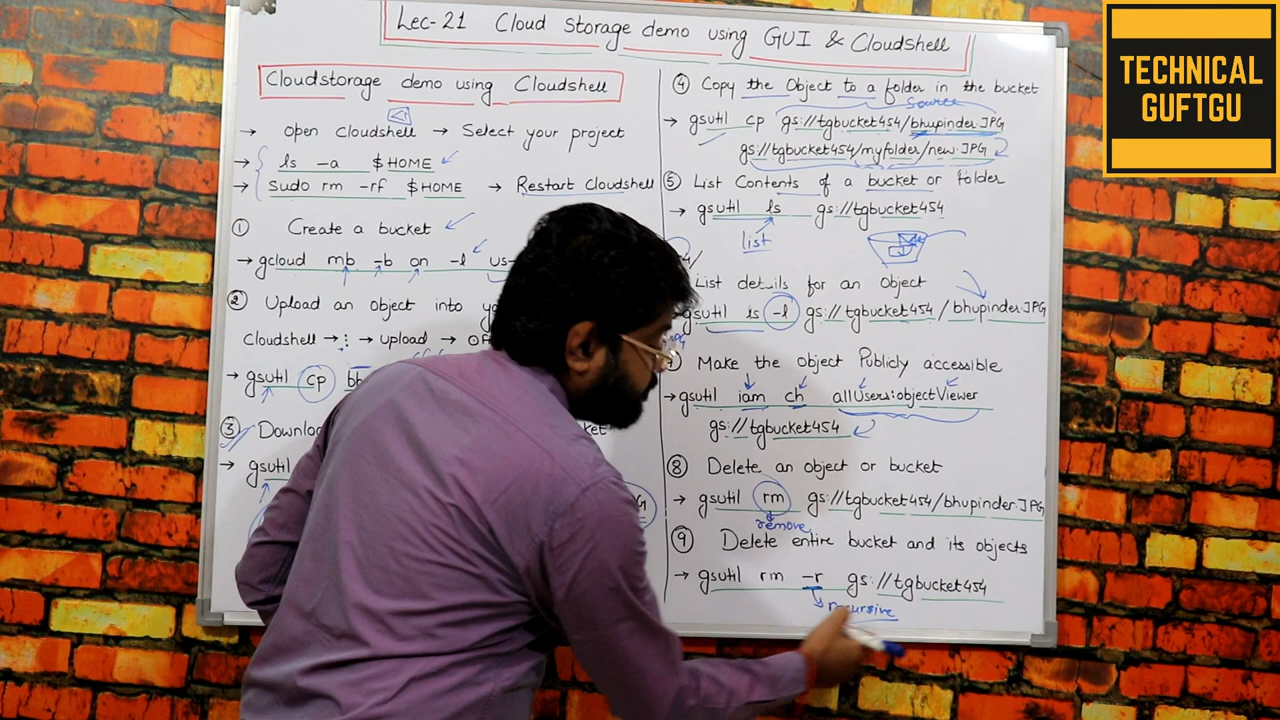 Lec-21 Cloud Storage demo using GUI & Cloudshell
Cloudstorage demo using Cloudshell
→ Open Cloudshell → Select your project
→ ls -a $HOME
→ Sudo rm -rf $HOME → Restart Cloudshell
① Create a bucket
→ gcloud mb -b on -l us-
② Upload an object into
Cloudshell → ⋮ → upload →
→ gsutil cp
③
→ gsutil
④ Copy the Object to a folder in the bucket
Source
→ gsutil cp gs://tgbucket454/bhupinder.JPG
gs://tgbucket454/myfolder/new.JPG
⑤ List Contents of a bucket or folder
→ gsutil ls gs://tgbucket454
list
List details for an Object
gsutil ls -l gs://tgbucket454/bhupinder.JPG
Make the object Publicly accessible
→ gsutil iam ch allUsers:objectViewer
gs://tgbucket454
⑧ Delete an object or bucket
→ gsutil rm gs://tgbucket454/bhupinder.JPG
remove
⑨ Delete entire bucket and its objects
→ gsutil rm -r gs://tgbucket454
recursive
TECHNICAL
GUFTGU